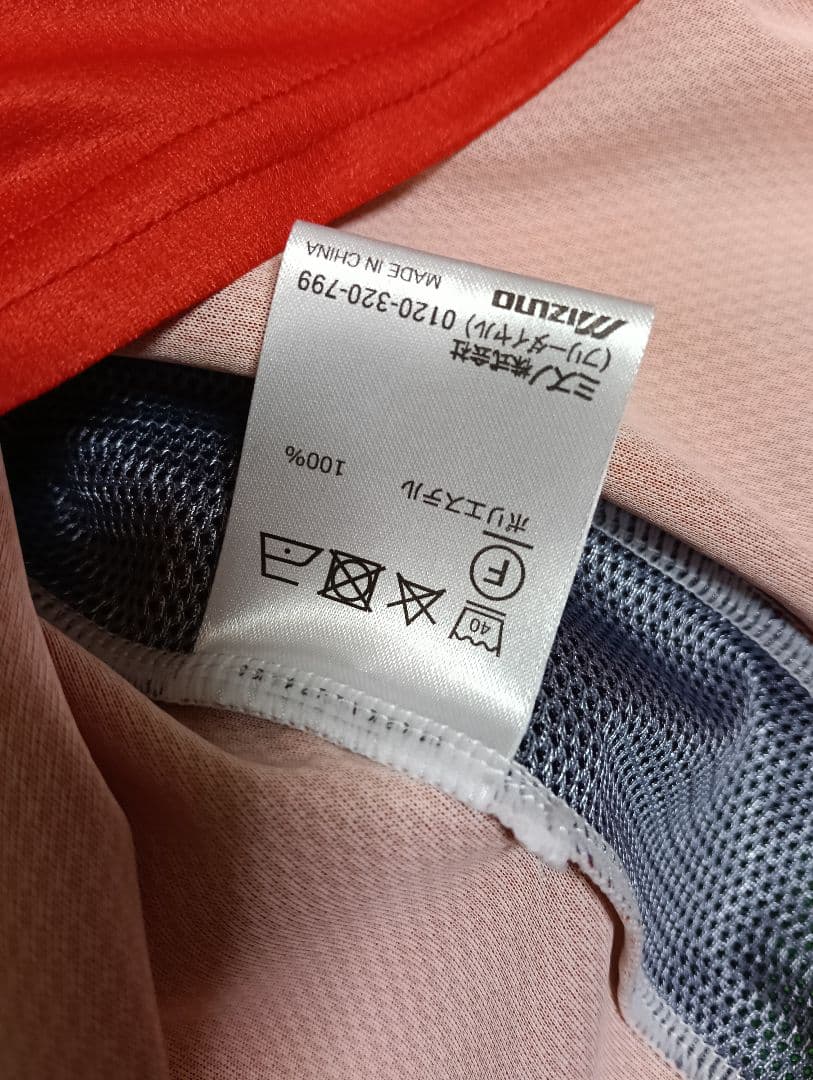 40
F
ポリエステル
100%
ミズノ株式会社
(フリーダイヤル) 0120-320-799
MIZUNO MADE IN CHINA